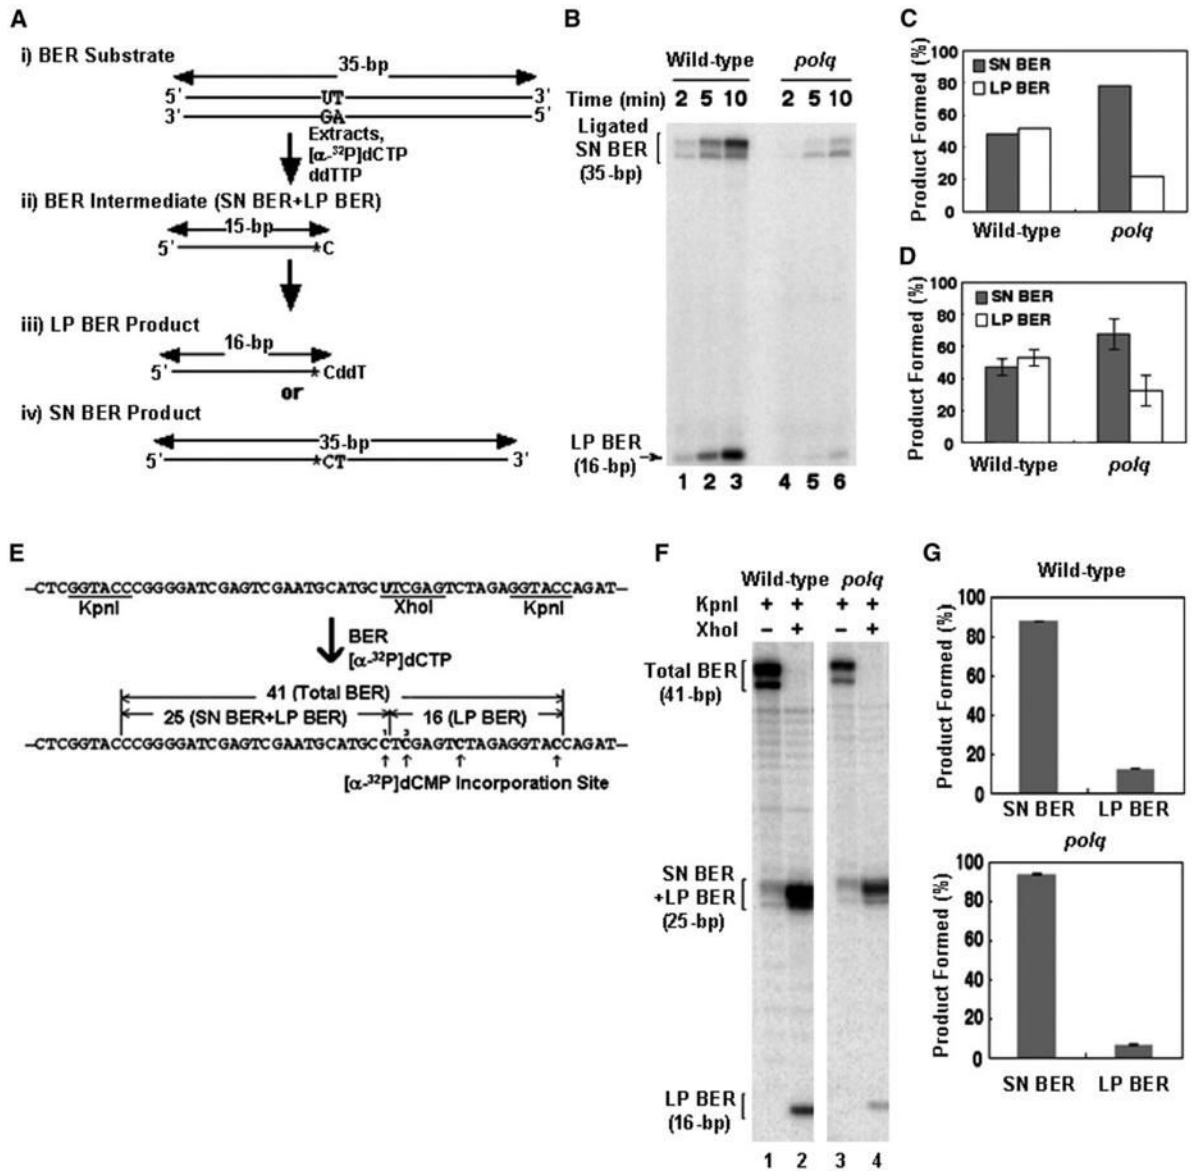 A
i) BER Substrate
35-bp
5' UT 3'
3' GA 5'
Extracts,
[α-³²P]dCTP
ddTTP
ii) BER Intermediate (SN BER+LP BER)
15-bp
5' *C
iii) LP BER Product
16-bp
5' *CddT
or
iv) SN BER Product
35-bp
5' *CT 3'
B
Wild-type polq
Time (min) 2 5 10 2 5 10
Ligated
SN BER
(35-bp)
LP BER
(16-bp)
1 2 3 4 5 6
C
Product Formed (%)
100
80
60
40
20
0
SN BER
LP BER
Wild-type polq
D
Product Formed (%)
100
80
60
40
20
0
SN BER
LP BER
Wild-type polq
E
–CTCGGTACCCGGGGATCGAGTCGAATGCATGCUTCGAGTCTAGAGGTACCAGAT–
KpnI XhoI KpnI
BER
[α-³²P]dCTP
41 (Total BER)
25 (SN BER+LP BER) 16 (LP BER)
1 3
–CTCGGTACCCGGGGATCGAGTCGAATGCATGCCTCGAGTCTAGAGGTACCAGAT–
[α-³²P]dCMP Incorporation Site
F
Wild-type polq
KpnI + + + +
XhoI – + – +
Total BER
(41-bp)
SN BER
+LP BER
(25-bp)
LP BER
(16-bp)
1 2 3 4
G
Wild-type
Product Formed (%)
100
80
60
40
20
0
SN BER LP BER
polq
Product Formed (%)
100
80
60
40
20
0
SN BER LP BER